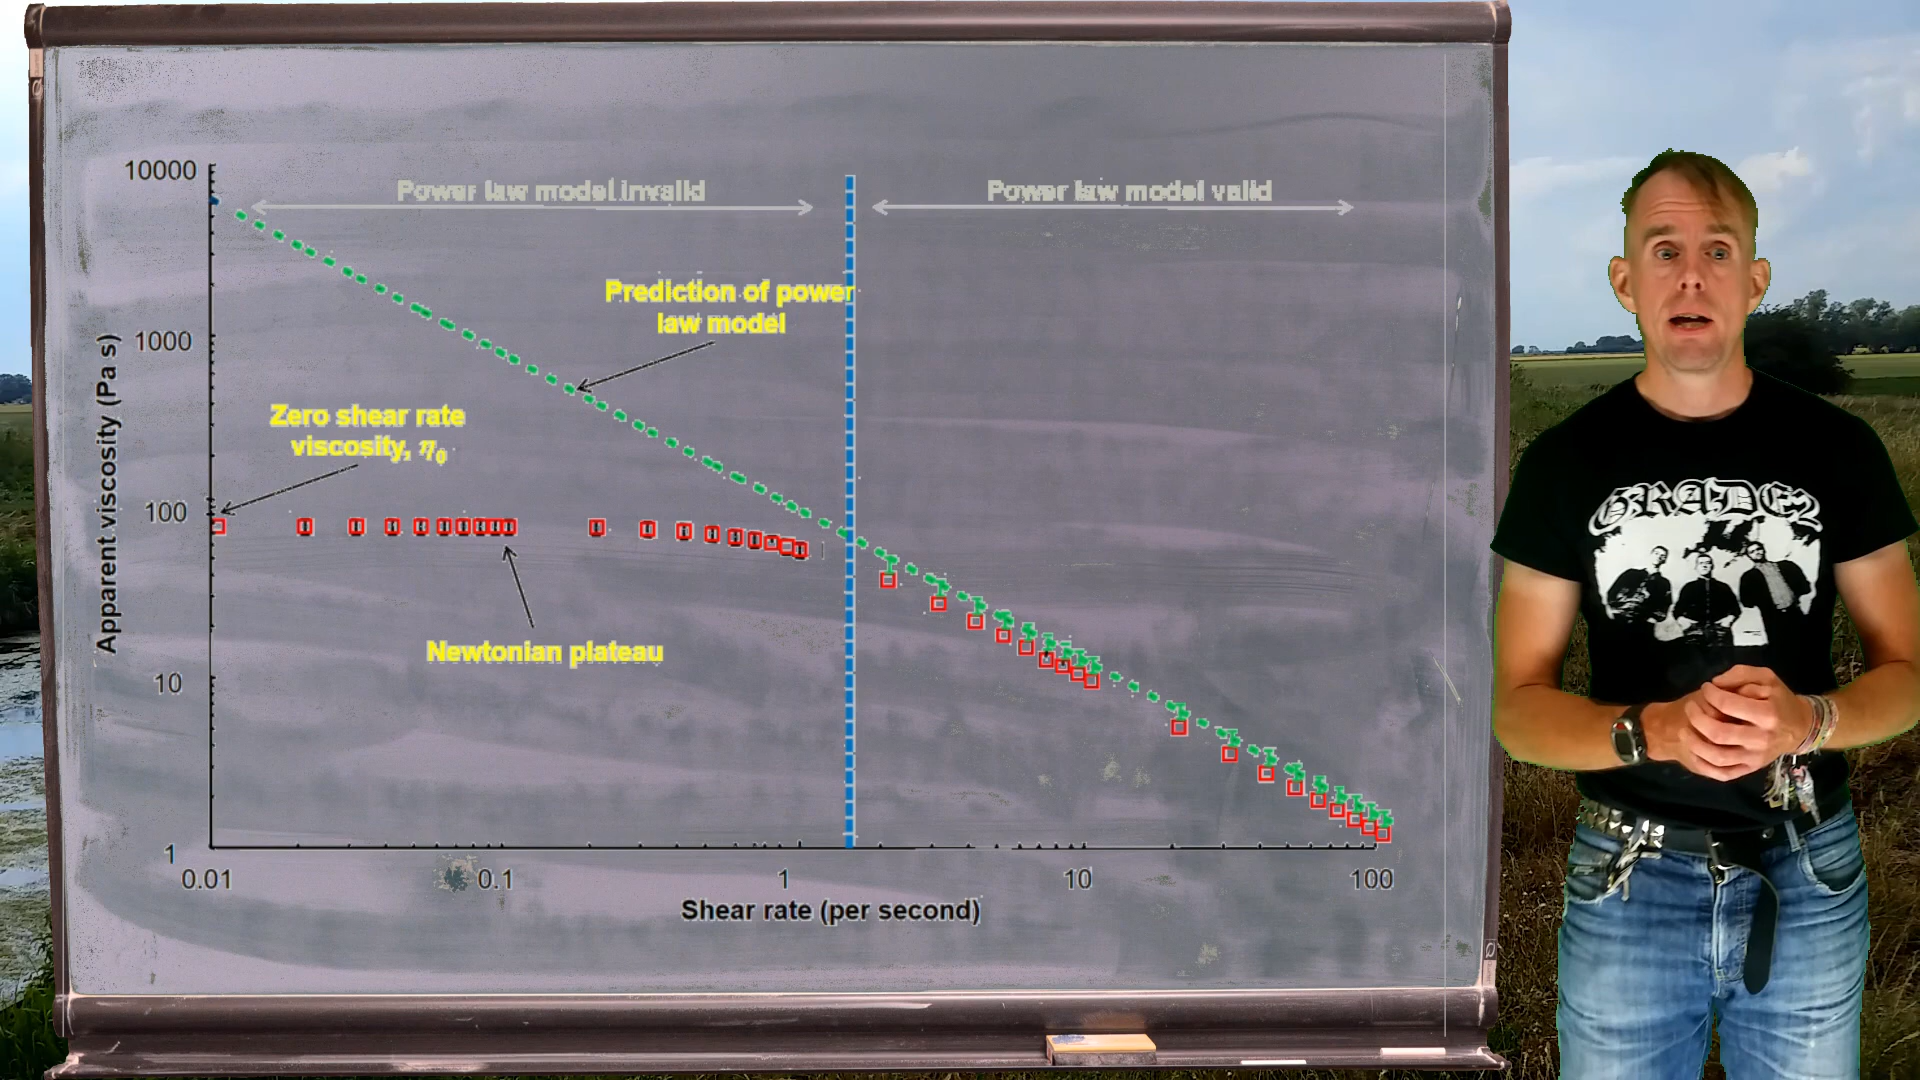 10000
Power law model invalid
Power law model valid
Prediction of power
law model
1000
Zero shear rate
viscosity, η₀
100
Newtonian plateau
10
1
0.01
0.1
1
10
100
Shear rate (per second)
Apparent viscosity (Pa s)
GRADE 2